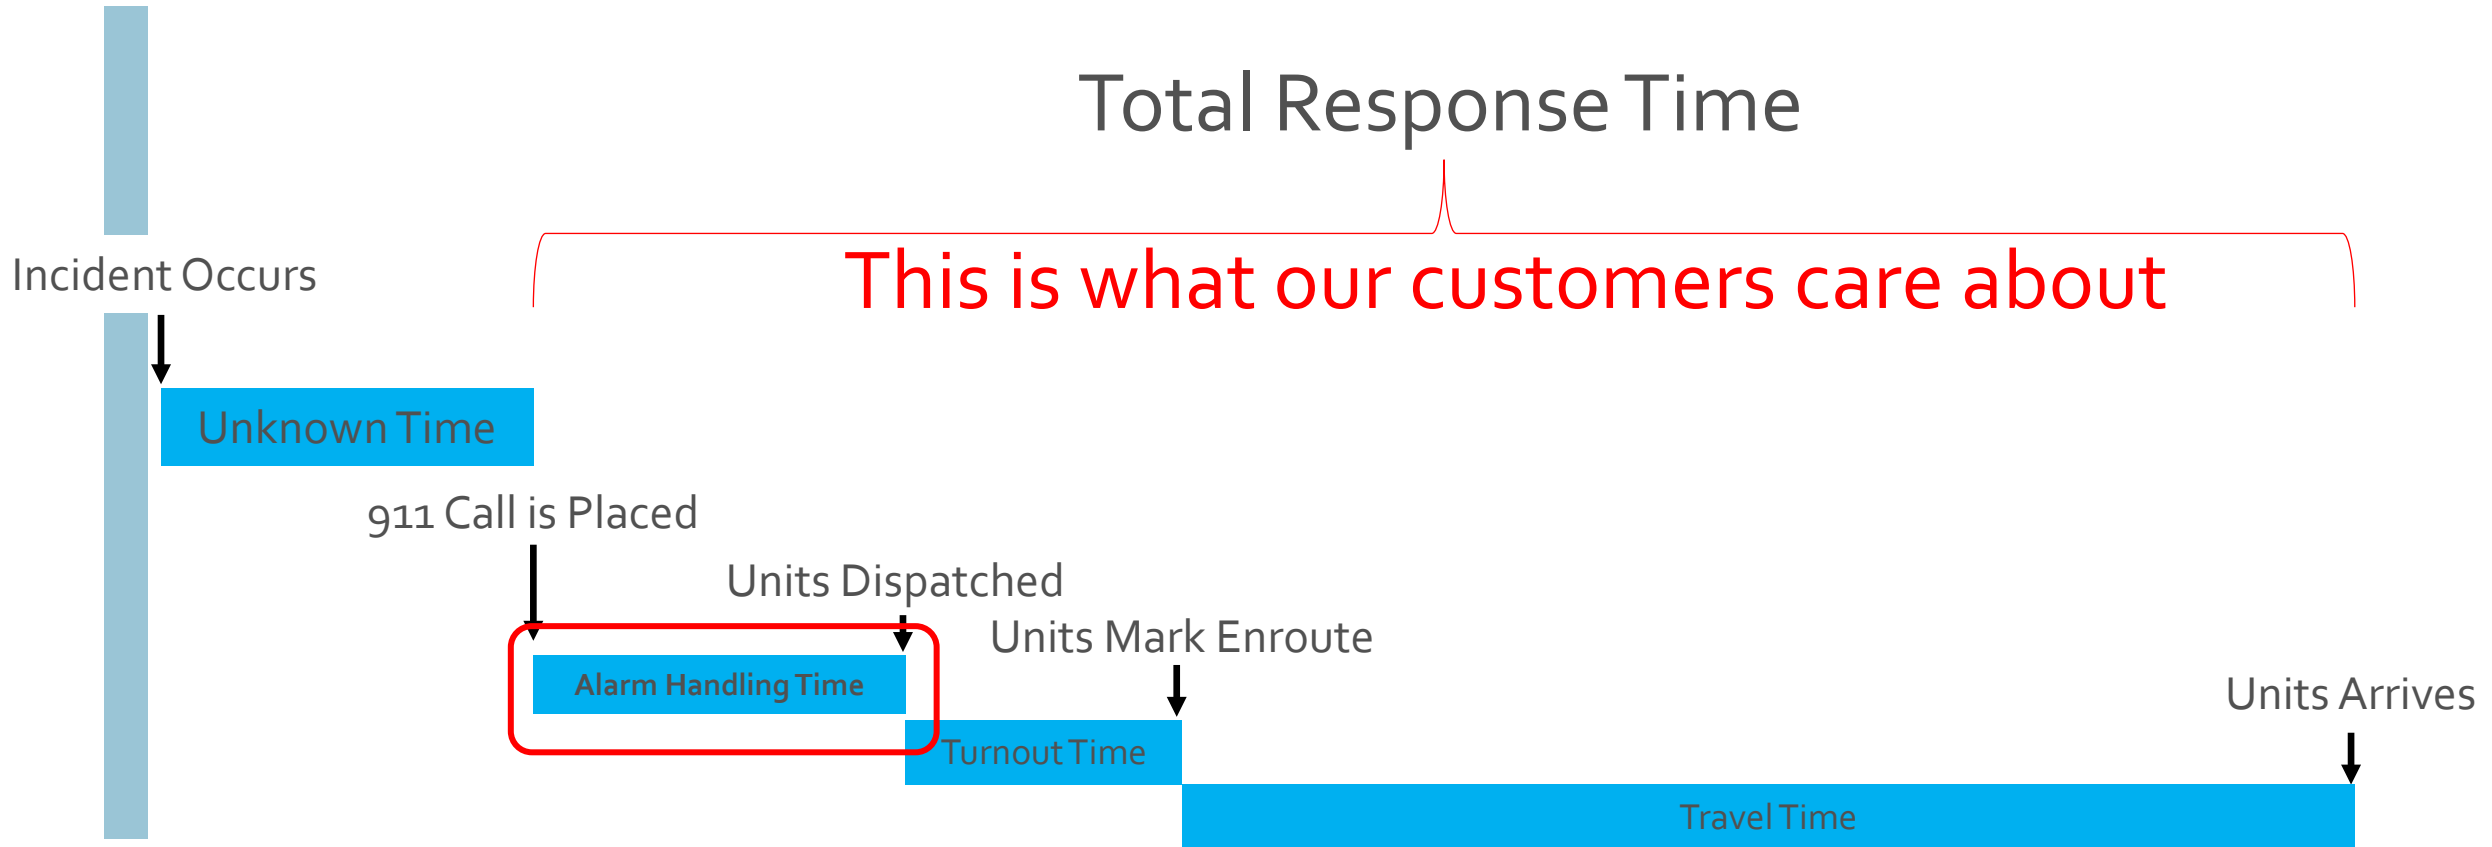 Total Response Time
Incident Occurs
This is what our customers care about
Unknown Time
911 Call is Placed
Units Dispatched
Units Mark Enroute
Alarm Handling Time
Units Arrives
Turnout Time
Travel Time